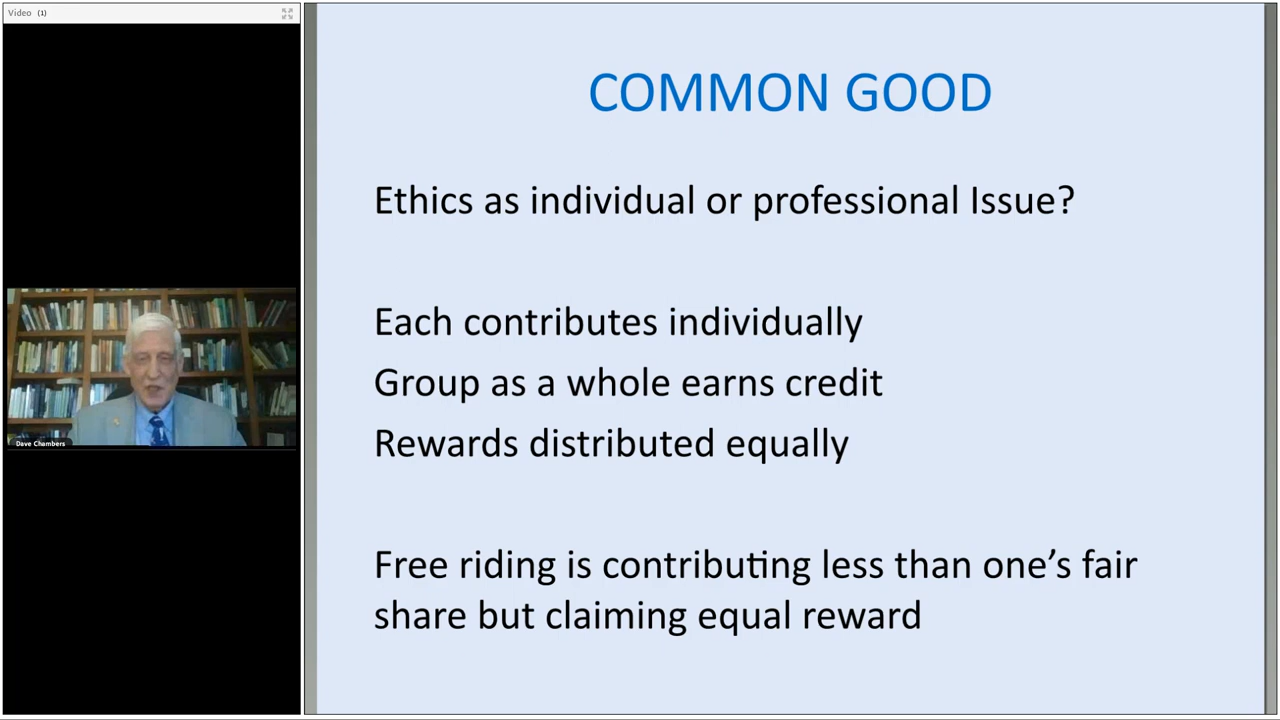 Video (1)
COMMON GOOD
Ethics as individual or professional Issue?
Each contributes individually
Group as a whole earns credit
Rewards distributed equally
Free riding is contributing less than one’s fair
share but claiming equal reward
Dave Chambers